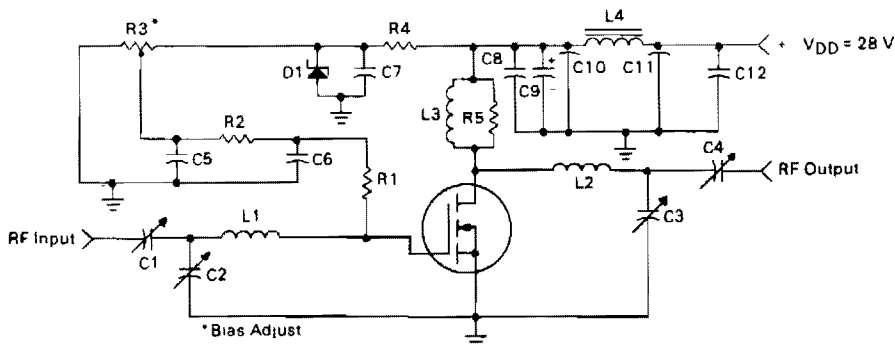 R3*
R4
L4
+ VDD = 28 V
D1
C7
C8
C9
+
-
C10
C11
C12
L3
R5
R2
C5
C6
R1
L2
C4
RF Output
C3
L1
RF Input
C1
C2
*Bias Adjust